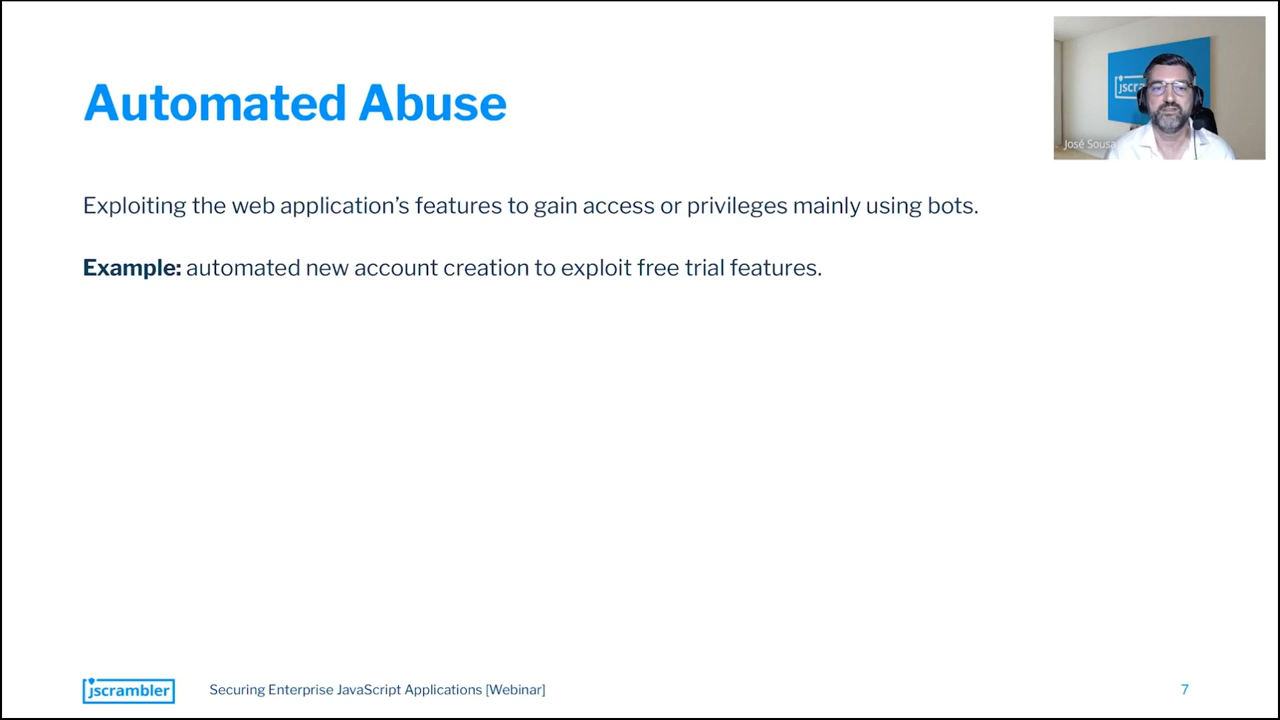 Automated Abuse
jscra
José Sousa
Exploiting the web application’s features to gain access or privileges mainly using bots.
Example: automated new account creation to exploit free trial features.
jscrambler
Securing Enterprise JavaScript Applications [Webinar]
7